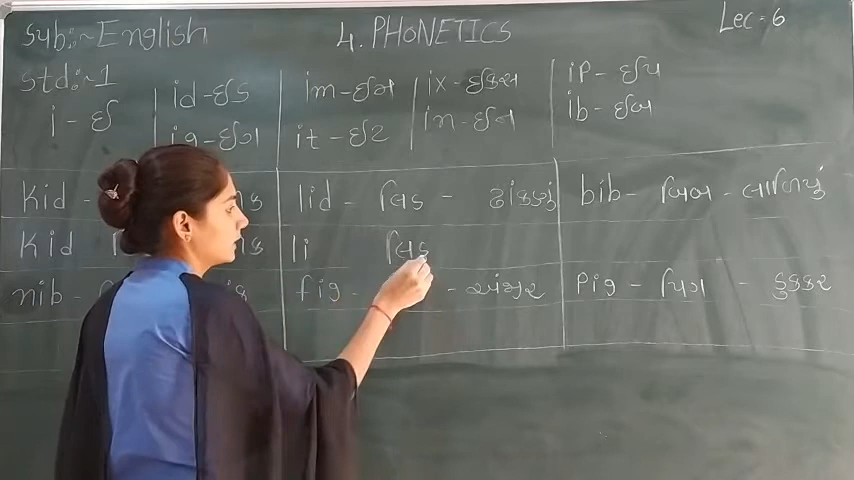 Sub:~English 4. PHONETICS Lec-6
Std:~1
i - ઈ id-ઈડ im-ઈમ ix-ઈક્સ ip-ઈપ
ig-ઈગ it-ઈટ in-ઈન ib-ઈબ
kid - lid - લિડ - ઢાંકણું bib- બિબ - લાળિયું
kid li લિડ
nib- fig - - અંજીર Pig - પિગ - ડુક્કર